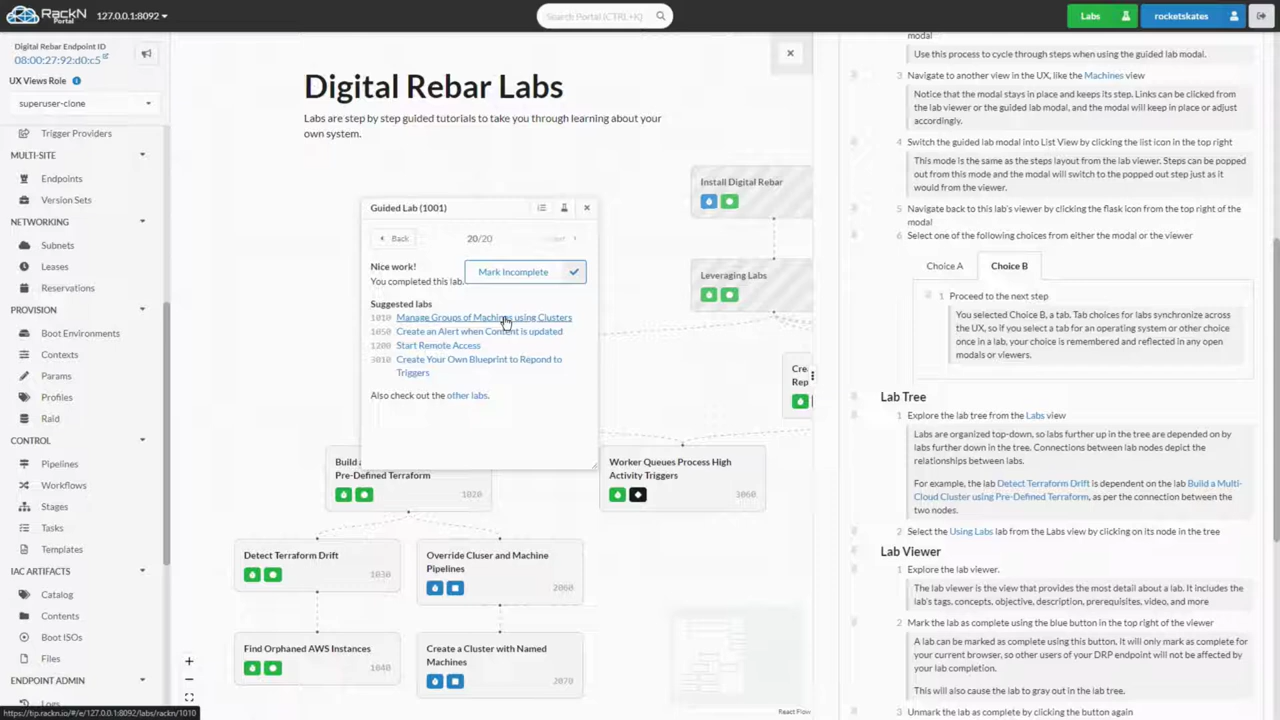 RackN Portal
127.0.0.1:8092
Search Portal (CTRL+K)
Labs
rocketskates
Digital Rebar Endpoint ID
08:00:27:92:d0:c5
UX Views Role
superuser-clone
Trigger Providers
MULTI-SITE
Endpoints
Version Sets
NETWORKING
Subnets
Leases
Reservations
PROVISION
Boot Environments
Contexts
Params
Profiles
Raid
CONTROL
Pipelines
Workflows
Stages
Tasks
Templates
IAC ARTIFACTS
Catalog
Contents
Boot ISOs
Files
ENDPOINT ADMIN
Logs
https://tip.rackn.io/#/e/127.0.0.1:8092/labs/rackn/1010
Digital Rebar Labs
Labs are step by step guided tutorials to take you through learning about your
own system.
Install Digital Rebar
Leveraging Labs
Guided Lab (1001)
Back
20/20
Nice work!
You completed this lab.
Mark Incomplete
Suggested labs
1010 Manage Groups of Machines using Clusters
1050 Create an Alert when Content is updated
1200 Start Remote Access
3010 Create Your Own Blueprint to Repond to
Triggers
Also check out the other labs.
Cre
Rep
Build a
Pre-Defined Terraform
1020
Worker Queues Process High
Activity Triggers
3060
Detect Terraform Drift
1030
Override Cluser and Machine
Pipelines
2060
Find Orphaned AWS Instances
1040
Create a Cluster with Named
Machines
2070
React Flow
modal
Use this process to cycle through steps when using the guided lab modal.
3 Navigate to another view in the UX, like the Machines view
Notice that the modal stays in place and keeps its step. Links can be clicked from
the lab viewer or the guided lab modal, and the modal will keep in place or adjust
accordingly.
4 Switch the guided lab modal into List View by clicking the list icon in the top right
This mode is the same as the steps layout from the lab viewer. Steps can be popped
out from this mode and the modal will switch to the popped out step just as it
would from the viewer.
5 Navigate back to this lab's viewer by clicking the flask icon from the top right of the
modal
6 Select one of the following choices from either the modal or the viewer
Choice A
Choice B
1 Proceed to the next step
You selected Choice B, a tab. Tab choices for labs synchronize across
the UX, so if you select a tab for an operating system or other choice
once in a lab, your choice is remembered and reflected in any open
modals or viewers.
Lab Tree
1 Explore the lab tree from the Labs view
Labs are organized top-down, so labs further up in the tree are depended on by
labs further down in the tree. Connections between lab nodes depict the
relationships between labs.
For example, the lab Detect Terraform Drift is dependent on the lab Build a Multi-
Cloud Cluster using Pre-Defined Terraform, as per the connection between the
two nodes.
2 Select the Using Labs lab from the Labs view by clicking on its node in the tree
Lab Viewer
1 Explore the lab viewer.
The lab viewer is the view that provides the most detail about a lab. It includes the
lab's tags, concepts, objective, description, prerequisites, video, and more
2 Mark the lab as complete using the blue button in the top right of the viewer
A lab can be marked as complete using this button. It will only mark as complete for
your current browser, so other users of your DRP endpoint will not be affected by
your lab completion.
This will also cause the lab to gray out in the lab tree.
3 Unmark the lab as complete by clicking the button again